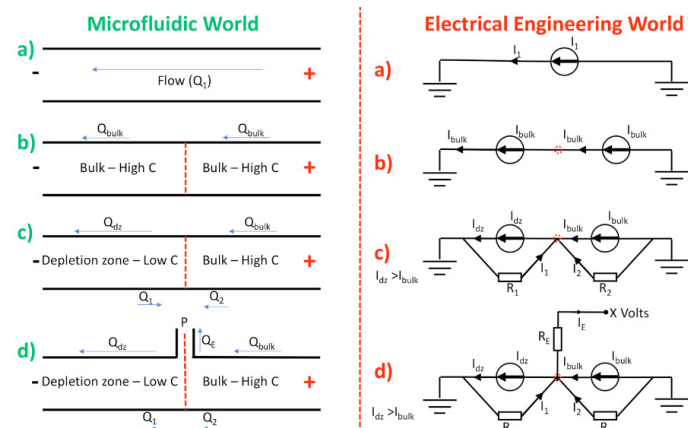 Microfluidic World
a)
-
Flow (Q1)
+
b)
Qbulk
Qbulk
-
Bulk – High C
Bulk – High C
+
c)
Qdz
Qbulk
-
Depletion zone – Low C
Bulk – High C
+
Q1
Q2
P
d)
Qdz
QE
Qbulk
-
Depletion zone – Low C
Bulk – High C
+
Q1
Q2
Electrical Engineering World
a)
I1
I1
b)
Ibulk
Ibulk
Ibulk
Ibulk
c)
Idz
Idz
Ibulk
Ibulk
Idz >Ibulk
I1
I2
R1
R2
X Volts
IE
RE
d)
Idz
Idz
Ibulk
Ibulk
Idz >Ibulk
I1
I2
R
R